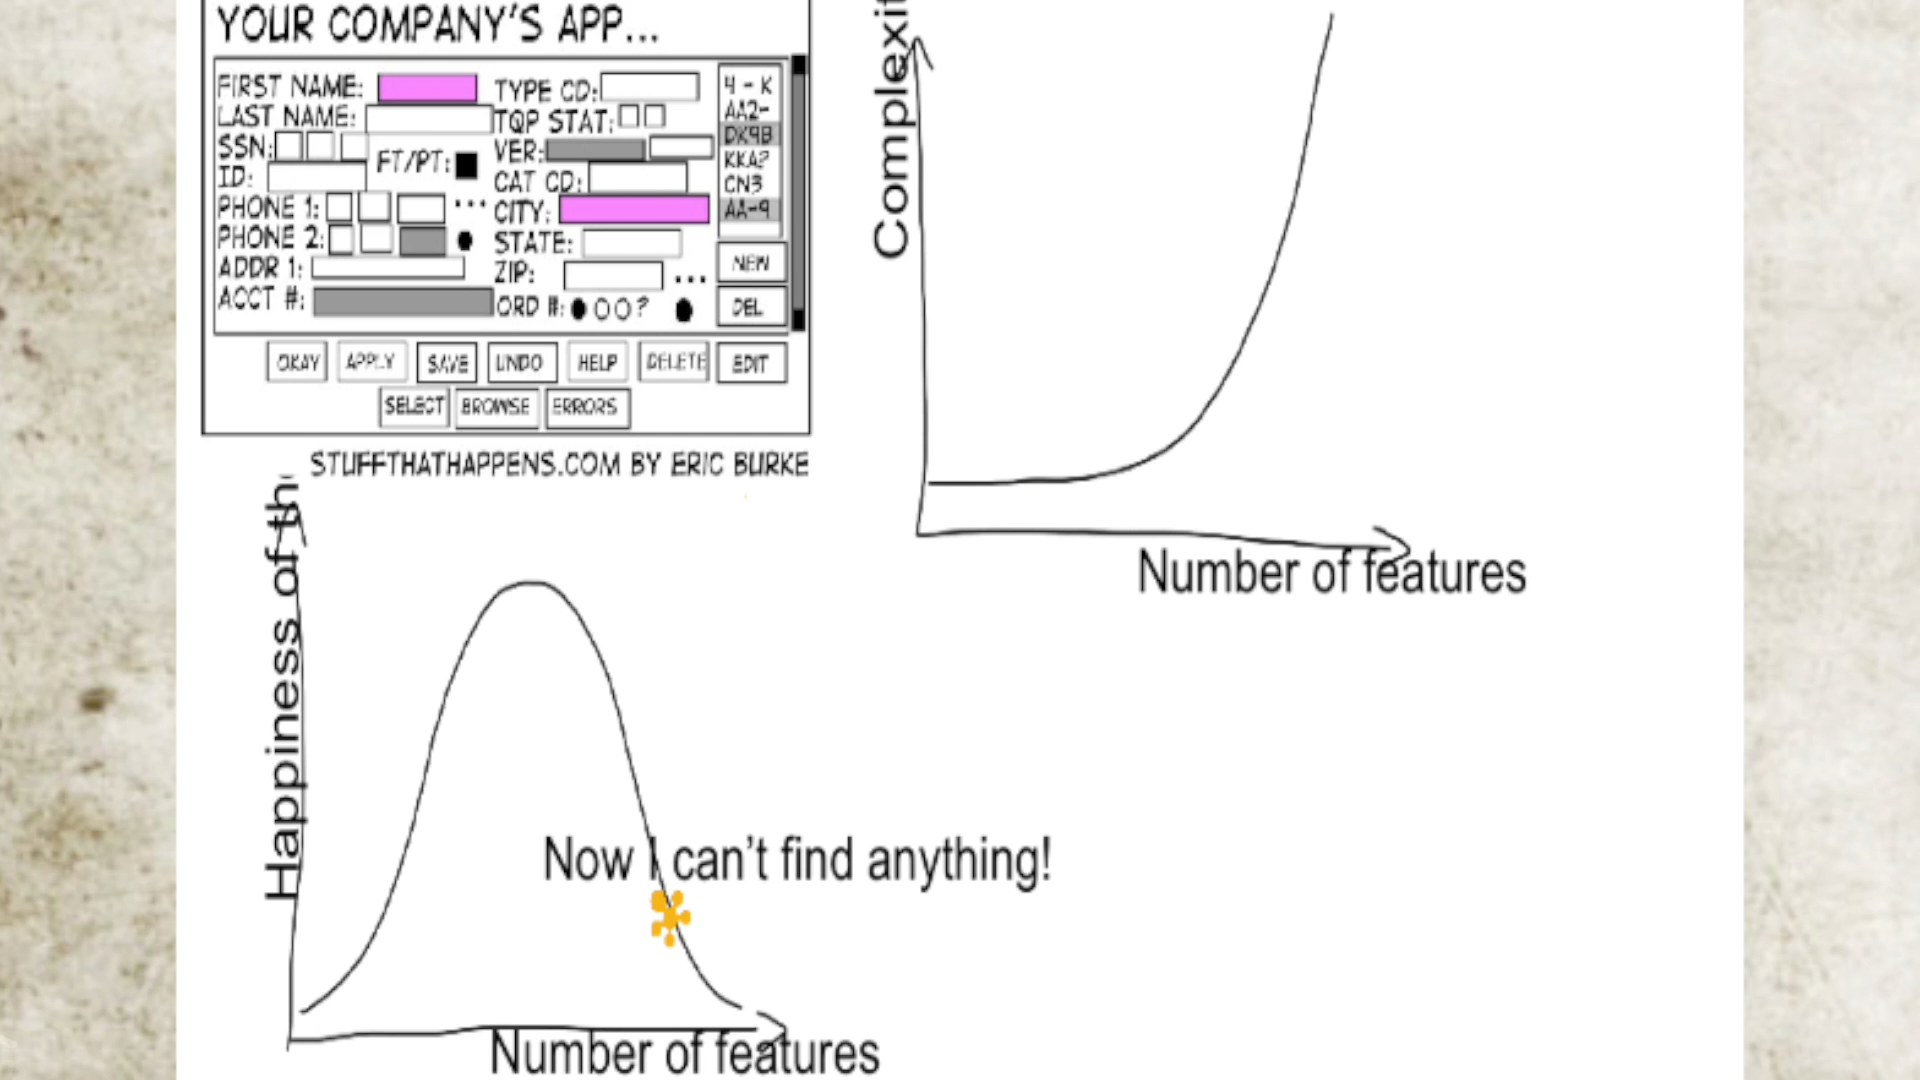 YOUR COMPANY'S APP...
FIRST NAME:
LAST NAME:
SSN:
ID:
FT/PT:
PHONE 1:
...
PHONE 2:
ADDR 1:
ACCT #:
TYPE CD:
TQP STAT:
VER:
CAT CD:
CITY:
STATE:
ZIP:
...
ORD #:
?
4 - K
AA2-
DK9B
KKA2
CN3
AA-9
NEW
DEL
OKAY APPLY SAVE UNDO HELP DELETE EDIT
SELECT BROWSE ERRORS
STUFFTHATHAPPENS.COM BY ERIC BURKE
Complexit
Number of features
Happiness of th
Now I can't find anything!
Number of features